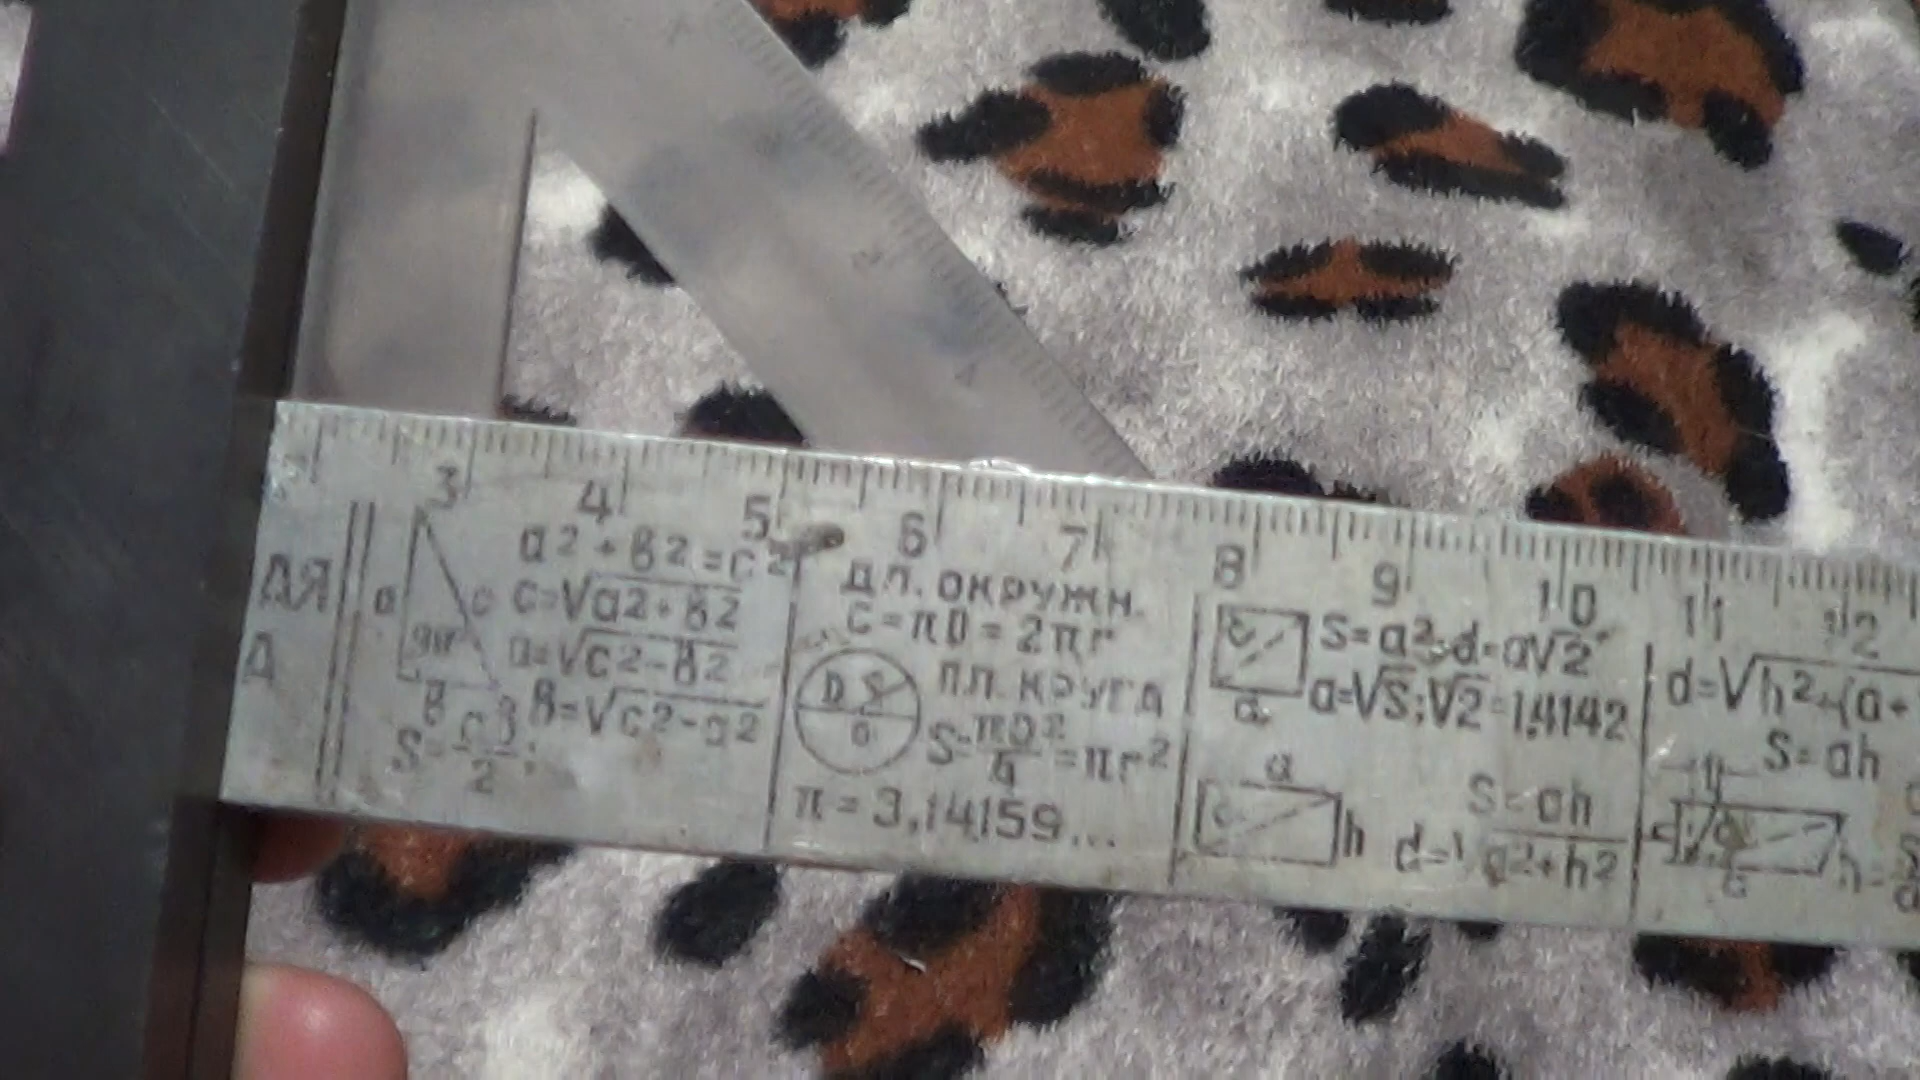 3 4 5 6 7 8 9 10 11 12
ДЯ
Д
a c
90°
в
a2+в2=c2
c=√a2+в2
a=√c2-в2
в=√c2-a2
ДЛ. ОКРУЖН.
C=πD=2πr
ПЛ. КРУГА
D S
S=πD2/4=πr2
π=3,14159...
S=a2;d=a√2
a=√S;√2=1,4142
a
a
h
S=ah
d=√a2+h2
d=√h2+(a+
S=ah